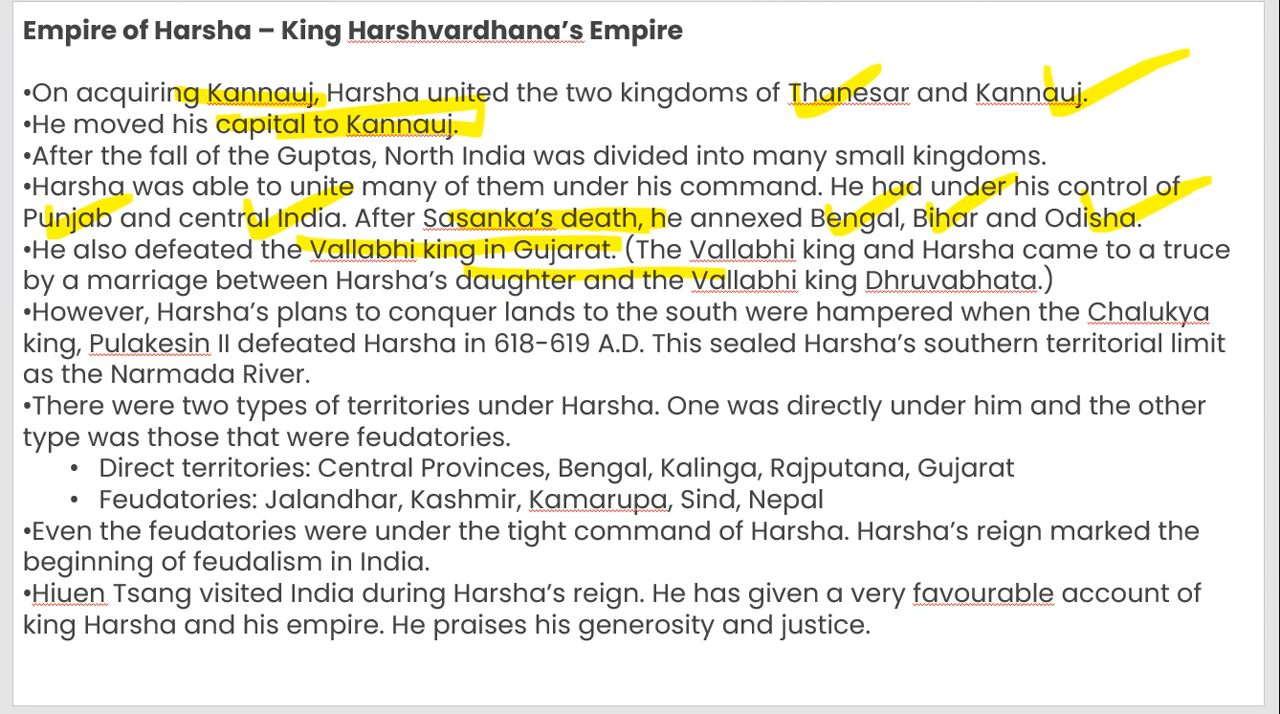 Empire of Harsha – King Harshvardhana’s Empire
•On acquiring Kannauj, Harsha united the two kingdoms of Thanesar and Kannauj.
•He moved his capital to Kannauj.
•After the fall of the Guptas, North India was divided into many small kingdoms.
•Harsha was able to unite many of them under his command. He had under his control of
Punjab and central India. After Sasanka’s death, he annexed Bengal, Bihar and Odisha.
•He also defeated the Vallabhi king in Gujarat. (The Vallabhi king and Harsha came to a truce
by a marriage between Harsha’s daughter and the Vallabhi king Dhruvabhata.)
•However, Harsha’s plans to conquer lands to the south were hampered when the Chalukya
king, Pulakesin II defeated Harsha in 618-619 A.D. This sealed Harsha’s southern territorial limit
as the Narmada River.
•There were two types of territories under Harsha. One was directly under him and the other
type was those that were feudatories.
• Direct territories: Central Provinces, Bengal, Kalinga, Rajputana, Gujarat
• Feudatories: Jalandhar, Kashmir, Kamarupa, Sind, Nepal
•Even the feudatories were under the tight command of Harsha. Harsha’s reign marked the
beginning of feudalism in India.
•Hiuen Tsang visited India during Harsha’s reign. He has given a very favourable account of
king Harsha and his empire. He praises his generosity and justice.